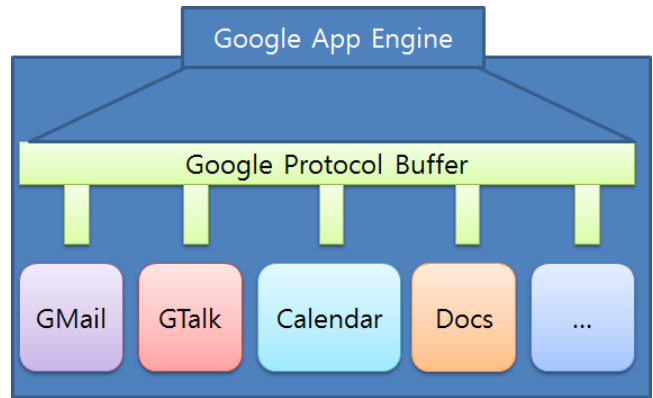 Google App Engine
Google Protocol Buffer
GMail
GTalk
Calendar
Docs
...